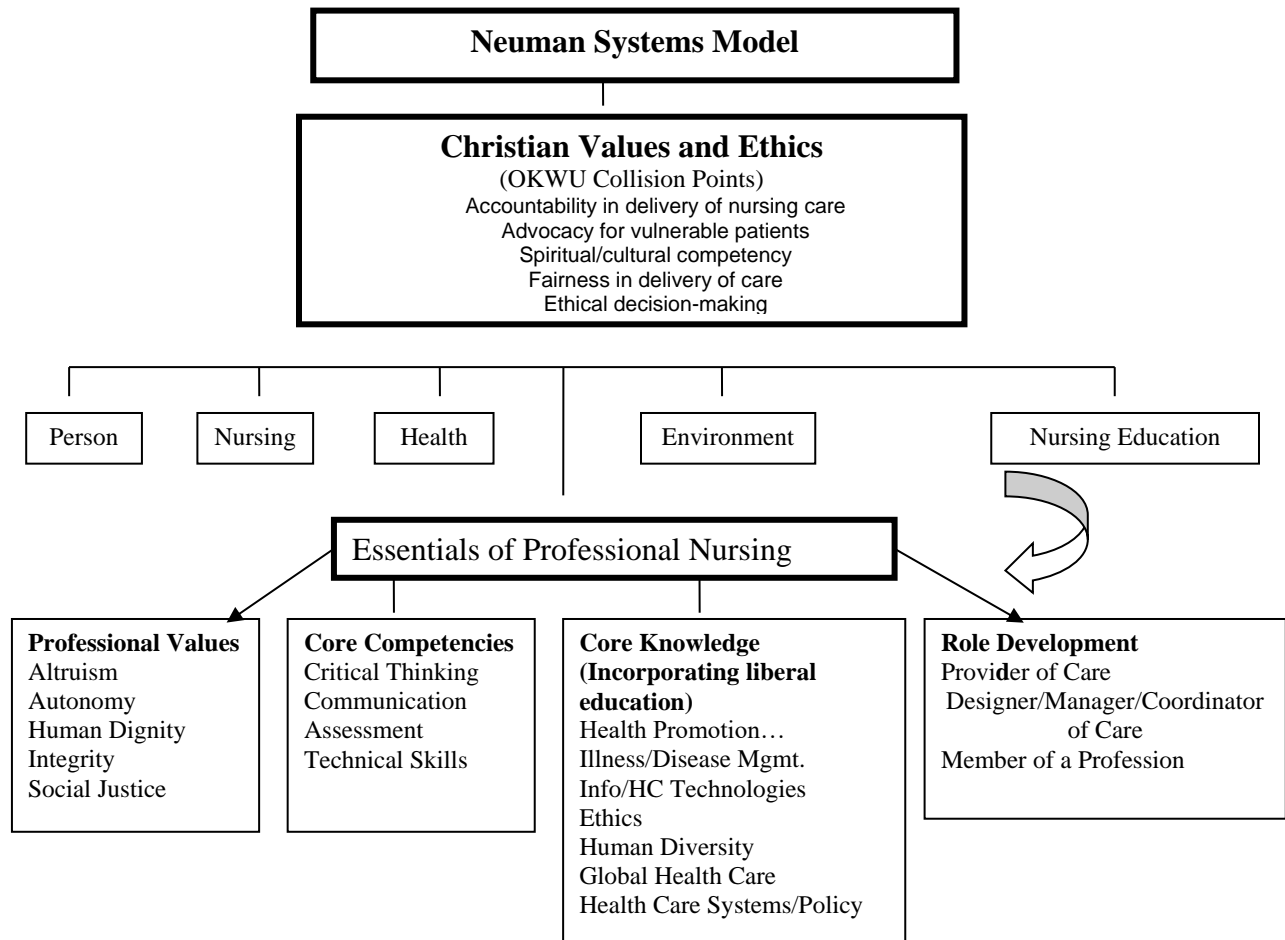 Neuman Systems Model
Christian Values and Ethics
(OKWU Collision Points)
Accountability in delivery of nursing care
Advocacy for vulnerable patients
Spiritual/cultural competency
Fairness in delivery of care
Ethical decision-making
Person
Nursing
Health
Environment
Nursing Education
Essentials of Professional Nursing
Professional Values
Altruism
Autonomy
Human Dignity
Integrity
Social Justice
Core Competencies
Critical Thinking
Communication
Assessment
Technical Skills
Core Knowledge
(Incorporating liberal
education)
Health Promotion…
Illness/Disease Mgmt.
Info/HC Technologies
Ethics
Human Diversity
Global Health Care
Health Care Systems/Policy
Role Development
Provider of Care
Designer/Manager/Coordinator
of Care
Member of a Profession